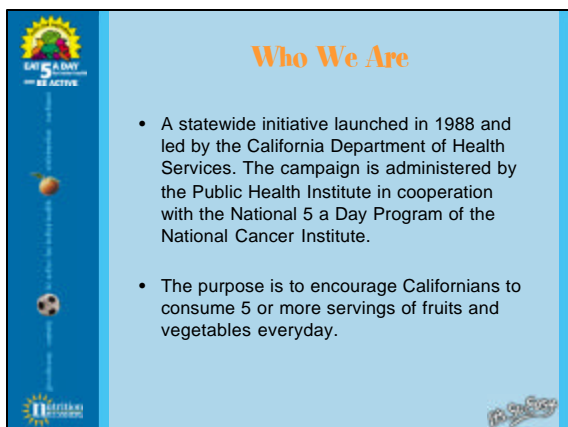 EAT 5 A DAY
AND BE ACTIVE
Who We Are
• A statewide initiative launched in 1988 and
led by the California Department of Health
Services. The campaign is administered by
the Public Health Institute in cooperation
with the National 5 a Day Program of the
National Cancer Institute.
• The purpose is to encourage Californians to
consume 5 or more servings of fruits and
vegetables everyday.
nutrition